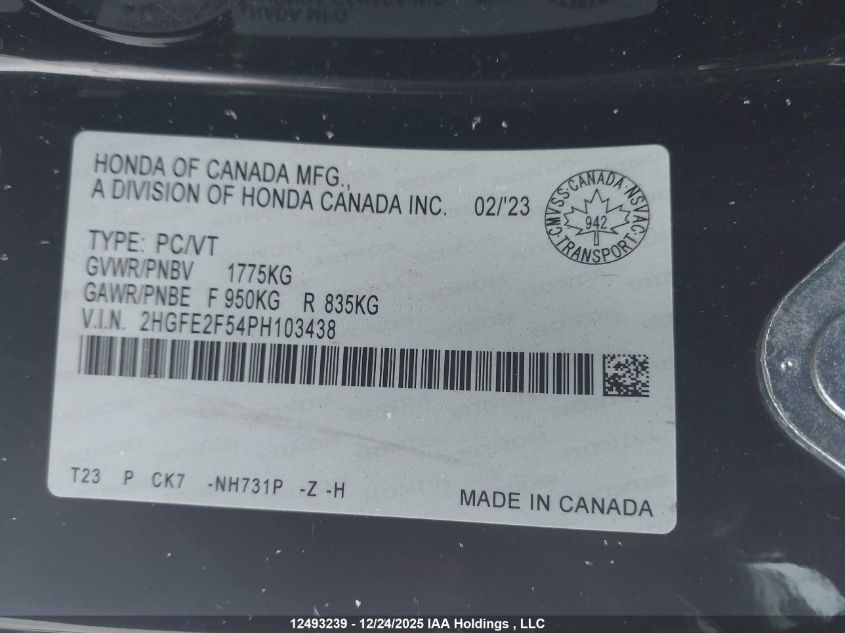 HONDA OF CANADA MFG.,
A DIVISION OF HONDA CANADA INC. 02/'23
CMVSS · CANADA · NSVAC · TRANSPORT
942
TYPE: PC/VT
GVWR/PNBV 1775KG
GAWR/PNBE F 950KG R 835KG
V.I.N. 2HGFE2F54PH103438
T23 P CK7 -NH731P -Z -H
MADE IN CANADA
12493239 - 12/24/2025 IAA Holdings , LLC